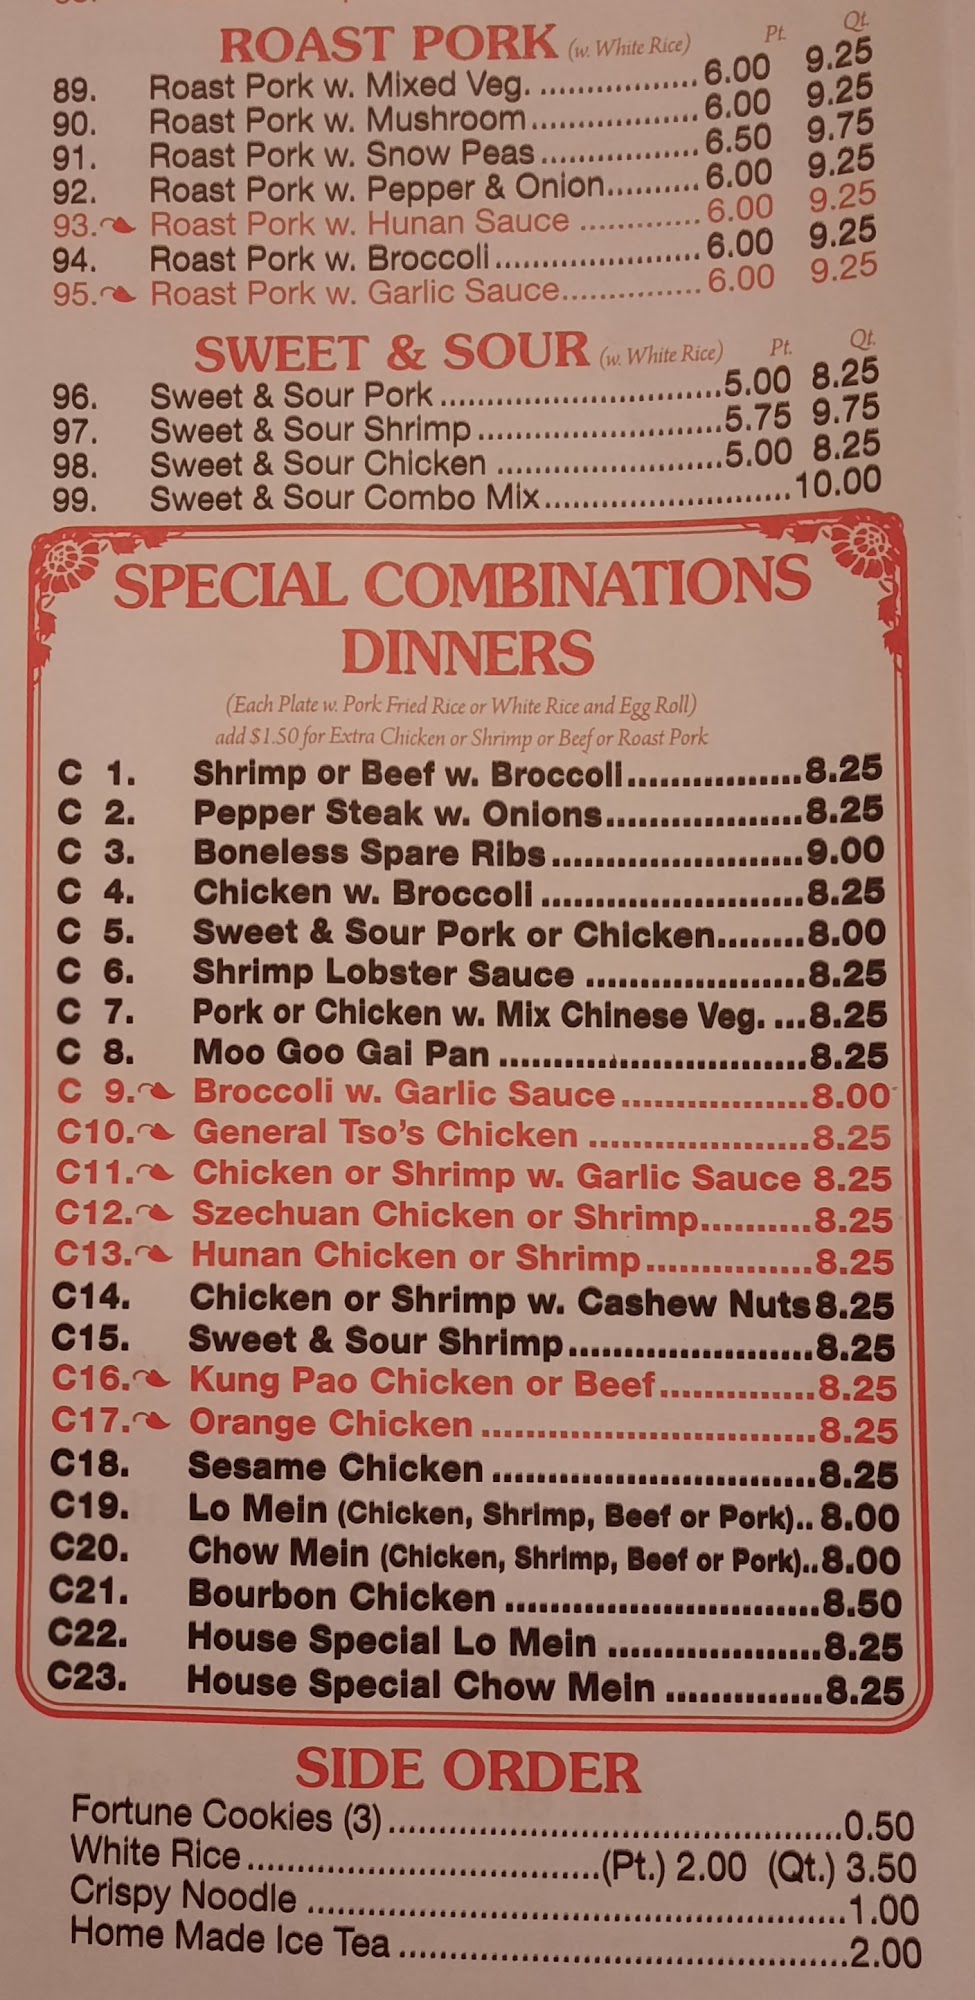 ROAST PORK (w. White Rice) Pt. Qt.
89. Roast Pork w. Mixed Veg. ................. 6.00 9.25
90. Roast Pork w. Mushroom................. 6.00 9.25
91. Roast Pork w. Snow Peas ................. 6.50 9.75
92. Roast Pork w. Pepper & Onion.......... 6.00 9.25
93. Roast Pork w. Hunan Sauce ............. 6.00 9.25
94. Roast Pork w. Broccoli...................... 6.00 9.25
95. Roast Pork w. Garlic Sauce............... 6.00 9.25
SWEET & SOUR (w. White Rice) Pt. Qt.
96. Sweet & Sour Pork ..............................5.00 8.25
97. Sweet & Sour Shrimp ..........................5.75 9.75
98. Sweet & Sour Chicken ........................5.00 8.25
99. Sweet & Sour Combo Mix..........................10.00
SPECIAL COMBINATIONS
DINNERS
(Each Plate w. Pork Fried Rice or White Rice and Egg Roll)
add $1.50 for Extra Chicken or Shrimp or Beef or Roast Pork
C 1. Shrimp or Beef w. Broccoli................8.25
C 2. Pepper Steak w. Onions..................8.25
C 3. Boneless Spare Ribs.......................9.00
C 4. Chicken w. Broccoli ........................8.25
C 5. Sweet & Sour Pork or Chicken........8.00
C 6. Shrimp Lobster Sauce ....................8.25
C 7. Pork or Chicken w. Mix Chinese Veg. ...8.25
C 8. Moo Goo Gai Pan ............................8.25
C 9. Broccoli w. Garlic Sauce.................8.00
C10. General Tso's Chicken ....................8.25
C11. Chicken or Shrimp w. Garlic Sauce 8.25
C12. Szechuan Chicken or Shrimp..........8.25
C13. Hunan Chicken or Shrimp...............8.25
C14. Chicken or Shrimp w. Cashew Nuts 8.25
C15. Sweet & Sour Shrimp......................8.25
C16. Kung Pao Chicken or Beef..............8.25
C17. Orange Chicken ..............................8.25
C18. Sesame Chicken .............................8.25
C19. Lo Mein (Chicken, Shrimp, Beef or Pork).. 8.00
C20. Chow Mein (Chicken, Shrimp, Beef or Pork)..8.00
C21. Bourbon Chicken ............................8.50
C22. House Special Lo Mein ...................8.25
C23. House Special Chow Mein ..............8.25
SIDE ORDER
Fortune Cookies (3)..........................................0.50
White Rice ................................(Pt.) 2.00 (Qt.) 3.50
Crispy Noodle .................................................1.00
Home Made Ice Tea .........................................2.00